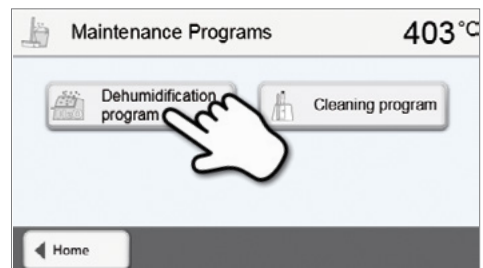 Maintenance Programs
403°C
Dehumidification
program
Cleaning program
Home